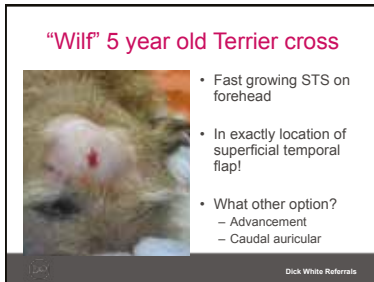 “Wilf” 5 year old Terrier cross
• Fast growing STS on
forehead
• In exactly location of
superficial temporal
flap!
• What other option?
– Advancement
– Caudal auricular
Dick White Referrals